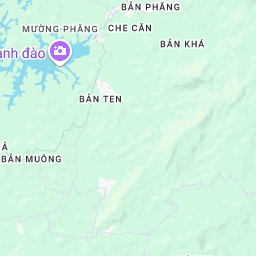 BẢN PHĂNG
MƯỜNG PHĂNG
CHE CĂN
BẢN KHÁ
anh đào
BẢN TEN
Ả
BẢN MUÔNG